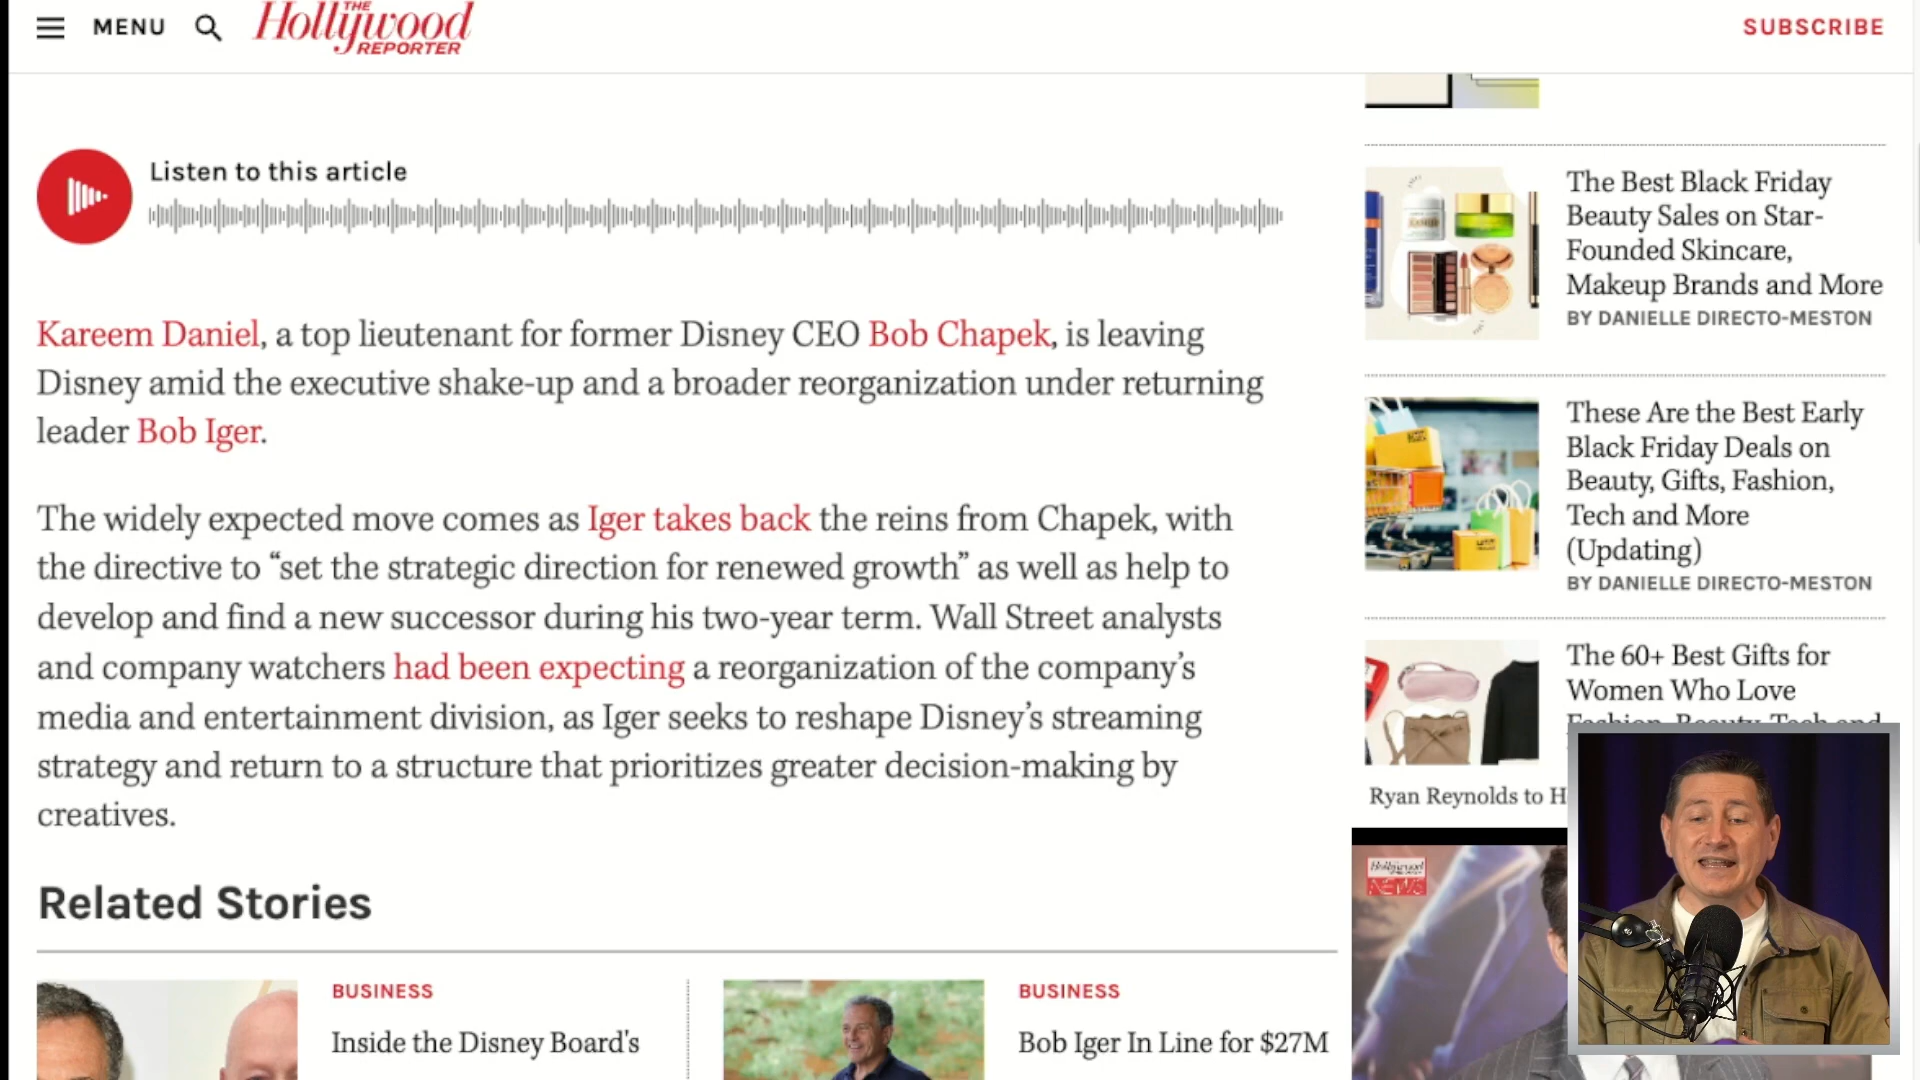 MENU
THE
Hollywood
REPORTER
SUBSCRIBE
Listen to this article
Kareem Daniel, a top lieutenant for former Disney CEO Bob Chapek, is leaving
Disney amid the executive shake-up and a broader reorganization under returning
leader Bob Iger.
The widely expected move comes as Iger takes back the reins from Chapek, with
the directive to “set the strategic direction for renewed growth” as well as help to
develop and find a new successor during his two-year term. Wall Street analysts
and company watchers had been expecting a reorganization of the company’s
media and entertainment division, as Iger seeks to reshape Disney’s streaming
strategy and return to a structure that prioritizes greater decision-making by
creatives.
Related Stories
BUSINESS
Inside the Disney Board's
BUSINESS
Bob Iger In Line for $27M
The Best Black Friday
Beauty Sales on Star-
Founded Skincare,
Makeup Brands and More
BY DANIELLE DIRECTO-MESTON
These Are the Best Early
Black Friday Deals on
Beauty, Gifts, Fashion,
Tech and More
(Updating)
BY DANIELLE DIRECTO-MESTON
The 60+ Best Gifts for
Women Who Love
Fashion, Beauty, Tech and
Ryan Reynolds to H
Hollywood
NEWS